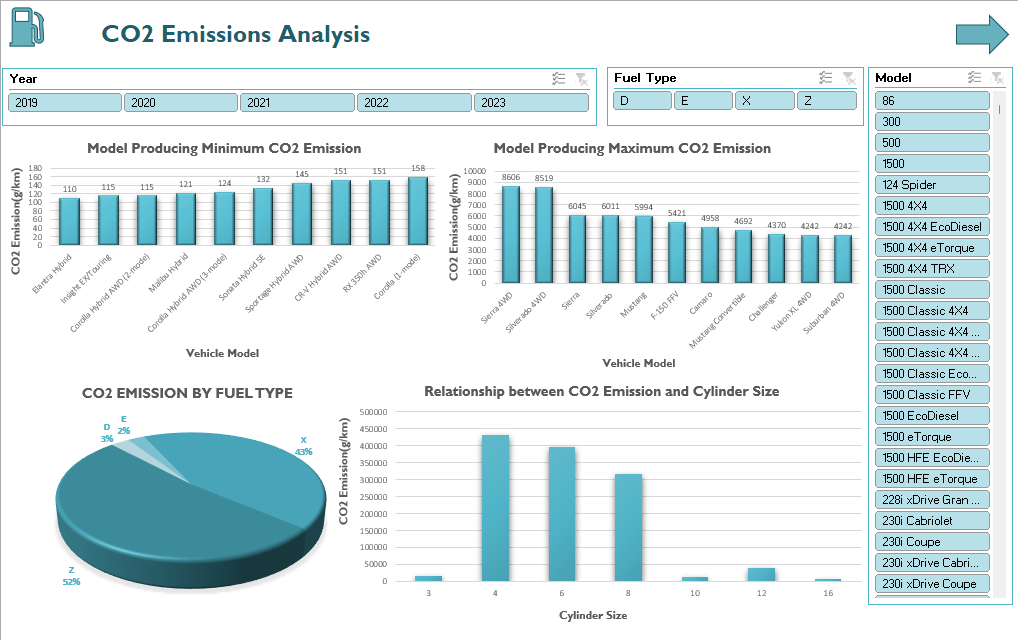 CO2 Emissions Analysis
Year
2019 2020 2021 2022 2023
Fuel Type
D E X Z
Model
86
300
500
1500
124 Spider
1500 4X4
1500 4X4 EcoDiesel
1500 4X4 eTorque
1500 4X4 TRX
1500 Classic
1500 Classic 4X4
1500 Classic 4X4 ...
1500 Classic 4X4 ...
1500 Classic Eco...
1500 Classic FFV
1500 EcoDiesel
1500 eTorque
1500 HFE EcoDie...
1500 HFE eTorque
228i xDrive Gran ...
230i Cabriolet
230i Coupe
230i xDrive Cabri...
230i xDrive Coupe
Model Producing Minimum CO2 Emission
CO2 Emission(g/km)
180
160
140
120
100
80
60
40
20
0
110 115 115 121 124 132 145 151 151 158
Elantra Hybrid
Insight EX/Touring
Corolla Hybrid AWD (2-mode)
Malibu Hybrid
Corolla Hybrid AWD (3-mode)
Sonata Hybrid SE
Sportage Hybrid AWD
CR-V Hybrid AWD
RX 350h AWD
Corolla (1-mode)
Vehicle Model
Model Producing Maximum CO2 Emission
CO2 Emission(g/km)
10000
9000
8000
7000
6000
5000
4000
3000
2000
1000
0
8606 8519 6045 6011 5994 5421 4958 4692 4370 4242 4242
Sierra 4WD
Silverado 4WD
Sierra
Silverado
Mustang
F-150 FFV
Camaro
Mustang Convertible
Challenger
Yukon XL 4WD
Suburban 4WD
Vehicle Model
CO2 EMISSION BY FUEL TYPE
D
3%
E
2%
X
43%
Z
52%
Relationship between CO2 Emission and Cylinder Size
CO2 Emission(g/km)
500000
450000
400000
350000
300000
250000
200000
150000
100000
50000
0
3 4 6 8 10 12 16
Cylinder Size